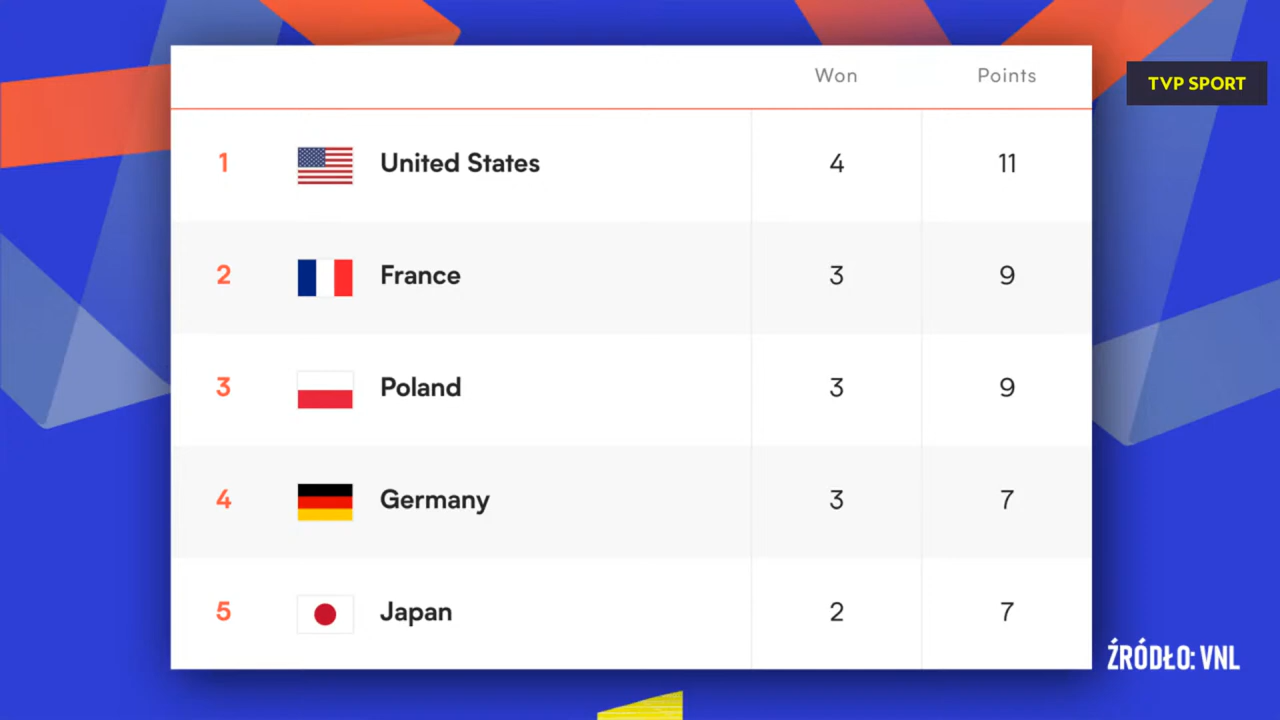 Won Points
TVP SPORT
1 United States 4 11
2 France 3 9
3 Poland 3 9
4 Germany 3 7
5 Japan 2 7
ŹRÓDŁO: VNL